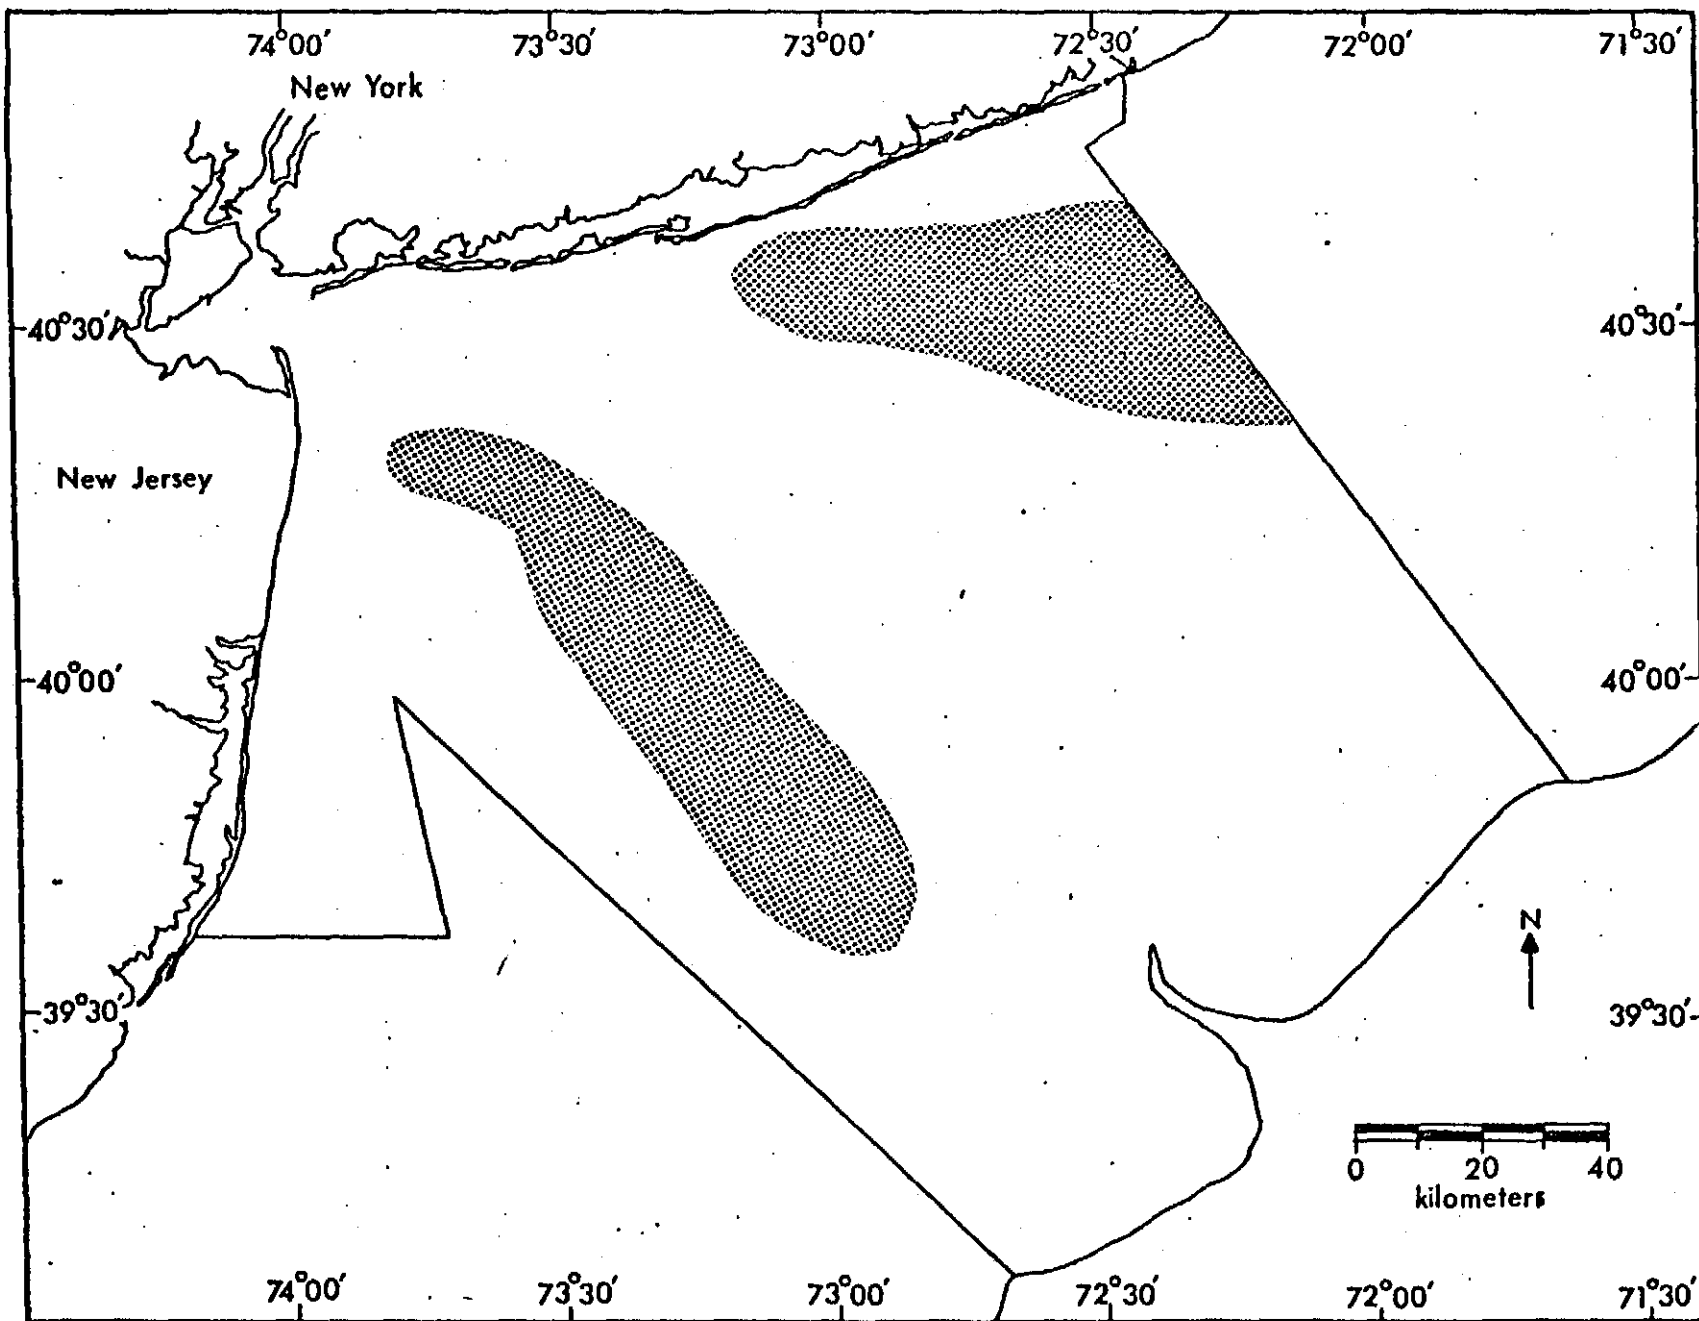 74°00′ 73°30′ 73°00′ 72°30′ 72°00′ 71°30′
New York
40°30′ 40°30′
New Jersey
40°00′ 40°00′
N
39°30′ 39°30′
0 20 40
kilometers
74°00′ 73°30′ 73°00′ 72°30′ 72°00′ 71°30′